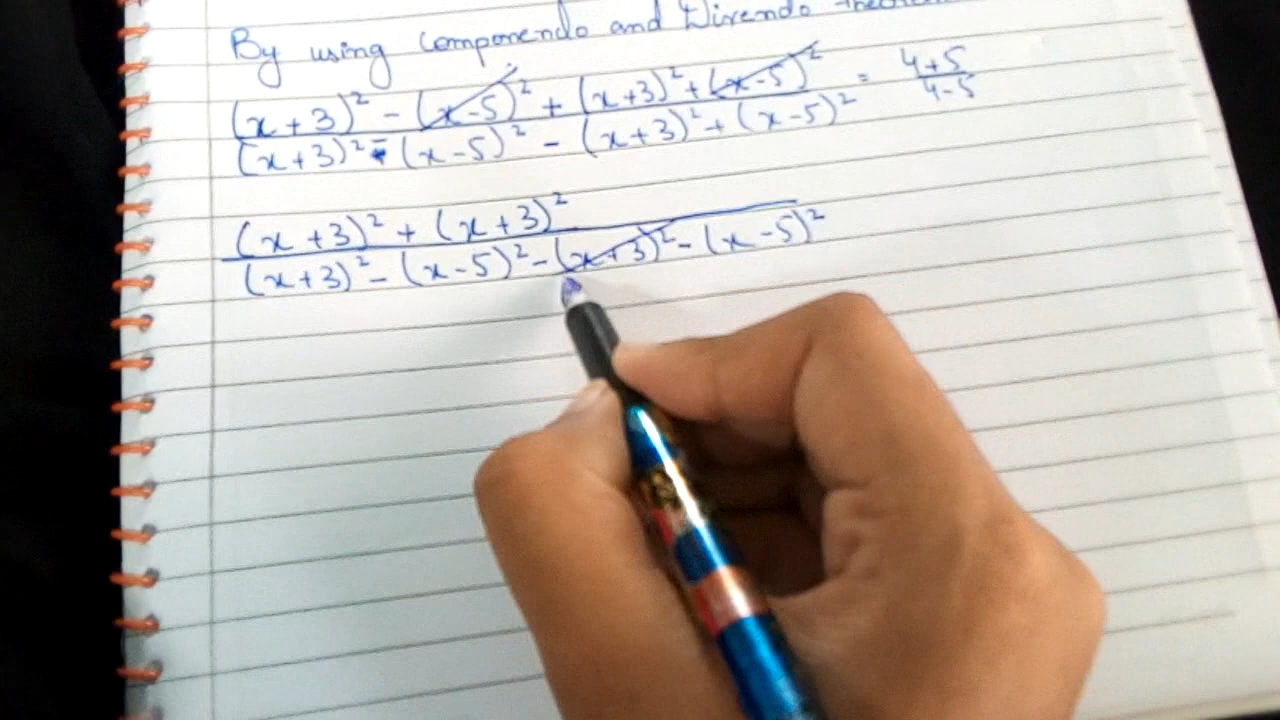 By using Componendo and Divendo
(x+3)² - (x-5)² + (x+3)² + (x-5)² = 4+5
(x+3)² - (x-5)² - (x+3)² + (x-5)² 4-5
(x+3)² + (x+3)²
(x+3)² - (x-5)² - (x+3)² - (x-5)²